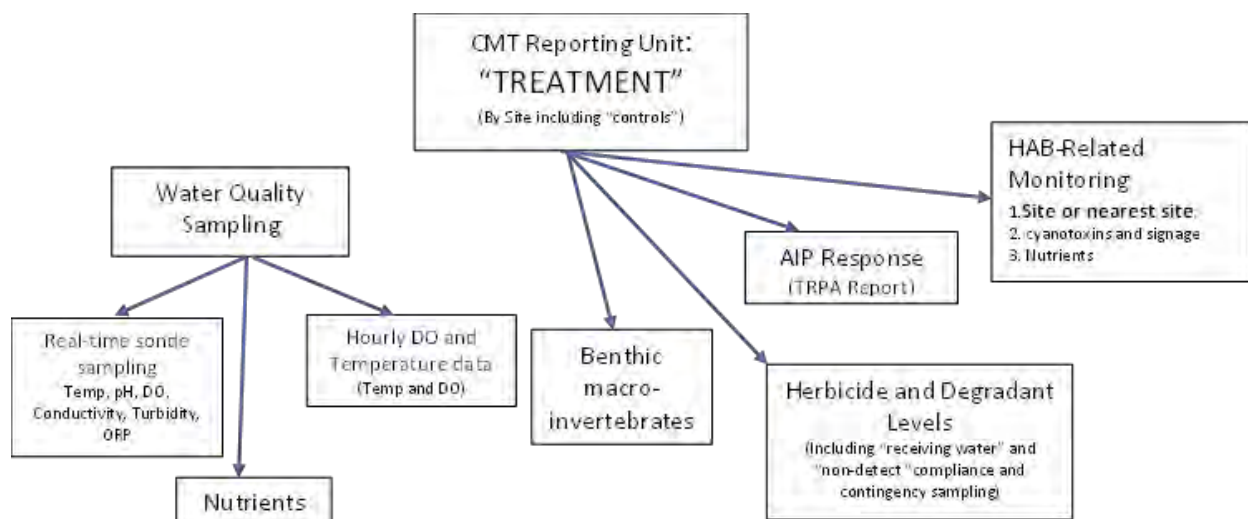 CMT Reporting Unit:
“TREATMENT”
(By Site including “controls”)
HAB-Related
Monitoring
1.Site or nearest site.
2. cyanotoxins and signage
3. Nutrients
Water Quality
Sampling
AIP Response
(TRPA Report)
Real-time sonde
sampling
Temp, pH, DO,
Conductivity, Turbidity,
ORP
Hourly DO and
Temperature data
(Temp and DO)
Benthic
macro-
invertebrates
Herbicide and Degradant
Levels
(Including “receiving water” and
“non-detect “compliance and
contingency sampling)
Nutrients